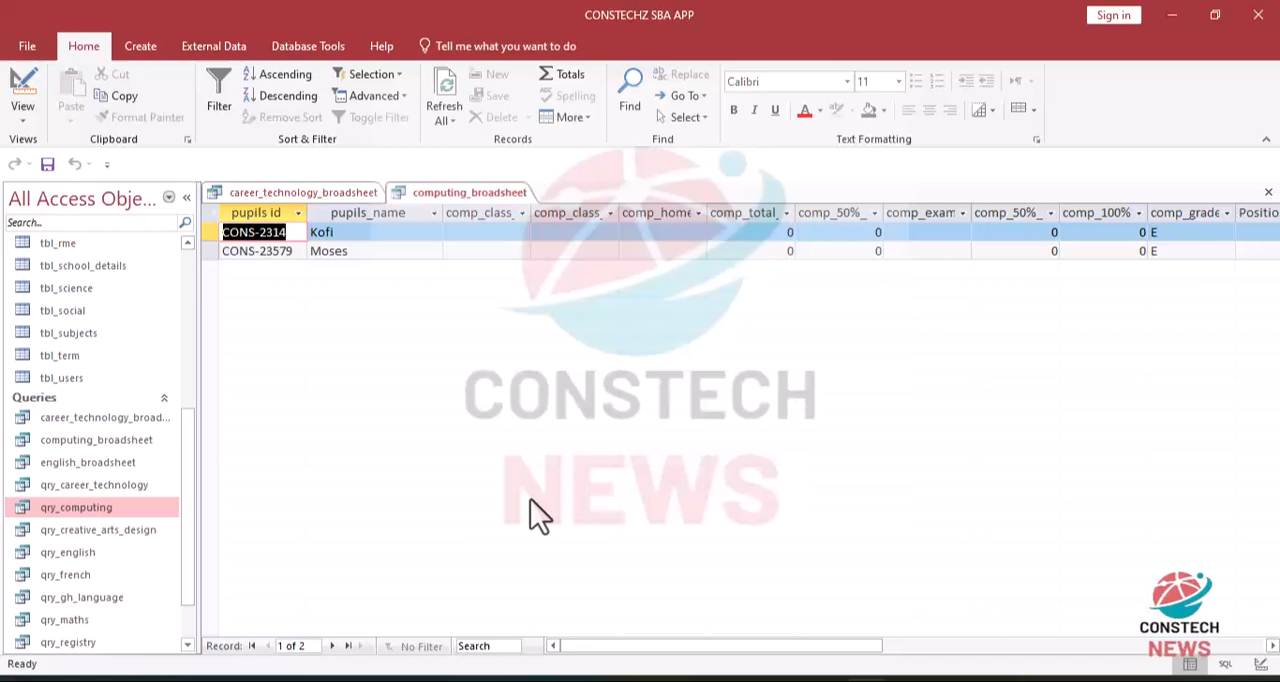 CONSTECHZ SBA APP
Sign in
File Home Create External Data Database Tools Help Tell me what you want to do
View
Views
Paste
Cut
Copy
Format Painter
Clipboard
Filter
Ascending
Descending
Remove Sort
Selection
Advanced
Toggle Filter
Sort & Filter
Refresh
All
New
Save
Delete
Totals
Spelling
More
Records
Find
Replace
Go To
Select
Find
Calibri 11
B I U A
Text Formatting
All Access Obje...
Search...
tbl_rme
tbl_school_details
tbl_science
tbl_social
tbl_subjects
tbl_term
tbl_users
Queries
career_technology_broad...
computing_broadsheet
english_broadsheet
qry_career_technology
qry_computing
qry_creative_arts_design
qry_english
qry_french
qry_gh_language
qry_maths
qry_registry
career_technology_broadsheet computing_broadsheet
pupils id pupils_name comp_class_ comp_class_ comp_home comp_total_ comp_50%_ comp_exam comp_50%_ comp_100% comp_grade Positio
CONS-2314 Kofi 0 0 0 0 E
CONS-23579 Moses 0 0 0 0 E
CONSTECH
NEWS
CONSTECH
NEWS
Record: 1 of 2 No Filter Search
Ready
SQL